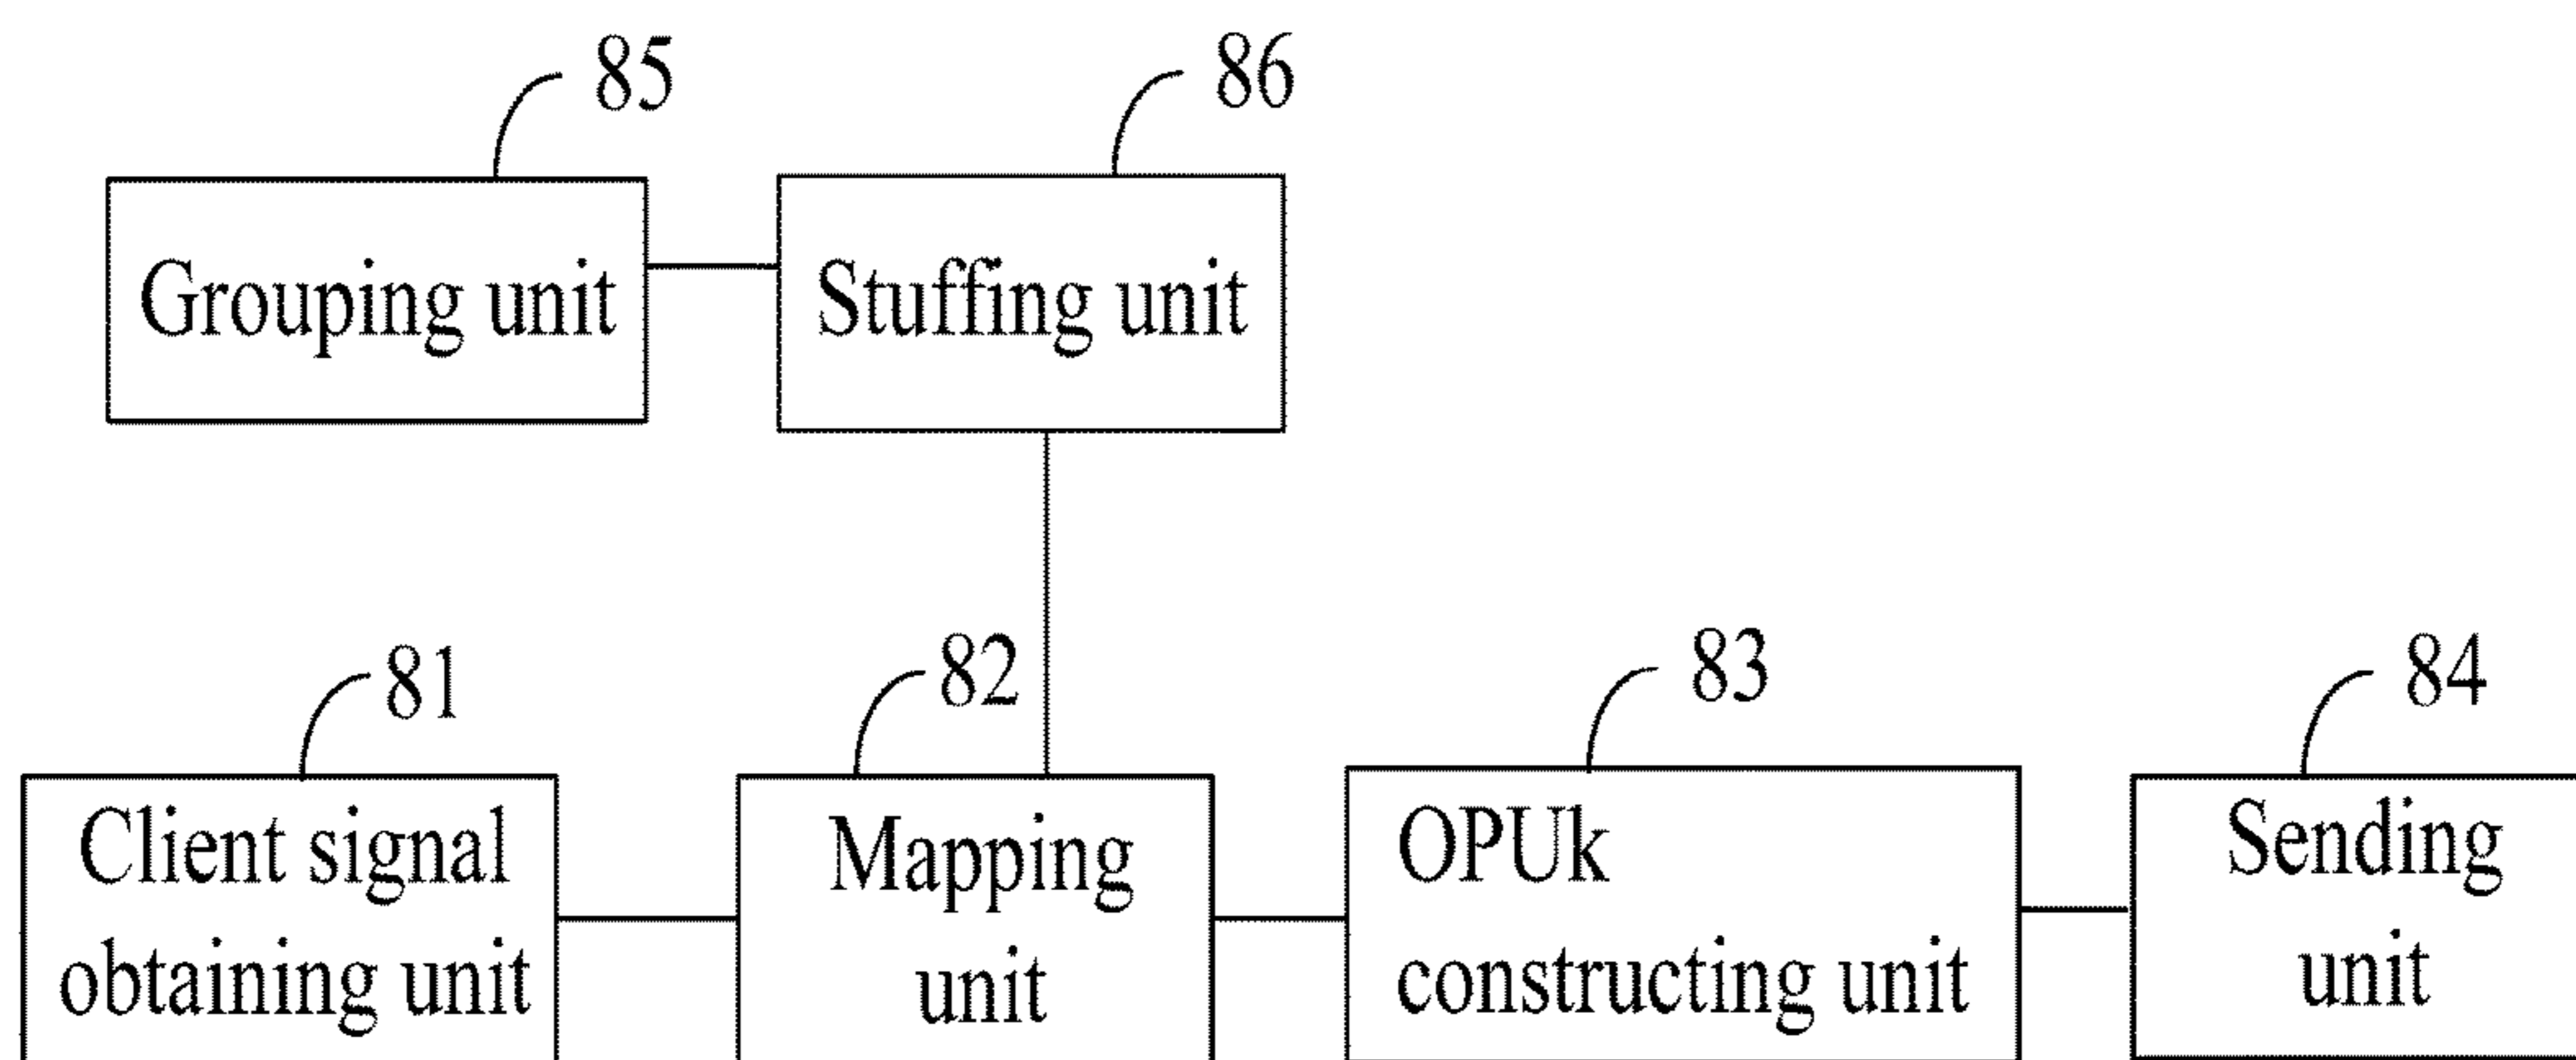 85
86
Grouping unit
Stuffing unit
81
82
83
84
Client signal
obtaining unit
Mapping
unit
OPUk
constructing unit
Sending
unit